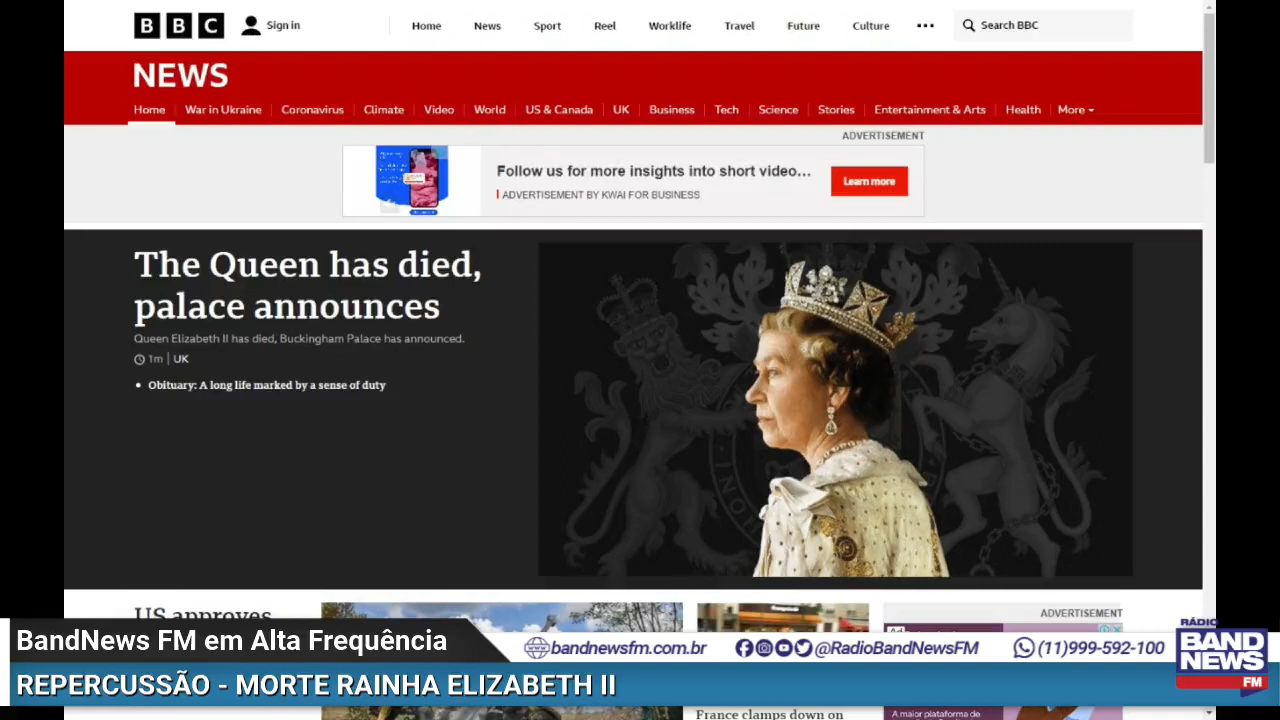 BBC
Sign in
Home
News
Sport
Reel
Worklife
Travel
Future
Culture
Search BBC
NEWS
Home
War in Ukraine
Coronavirus
Climate
Video
World
US & Canada
UK
Business
Tech
Science
Stories
Entertainment & Arts
Health
More
ADVERTISEMENT
Follow us for more insights into short video...
ADVERTISEMENT BY KWAI FOR BUSINESS
Learn more
The Queen has died,
palace announces
Queen Elizabeth II has died, Buckingham Palace has announced.
1m | UK
Obituary: A long life marked by a sense of duty
US approves
ADVERTISEMENT
Ad
BandNews FM em Alta Frequência
bandnewsfm.com.br
@RadioBandNewsFM
(11)999-592-100
RÁDIO
BAND
NEWS
FM
REPERCUSSÃO - MORTE RAINHA ELIZABETH II
France clamps down on
A maior plataforma de